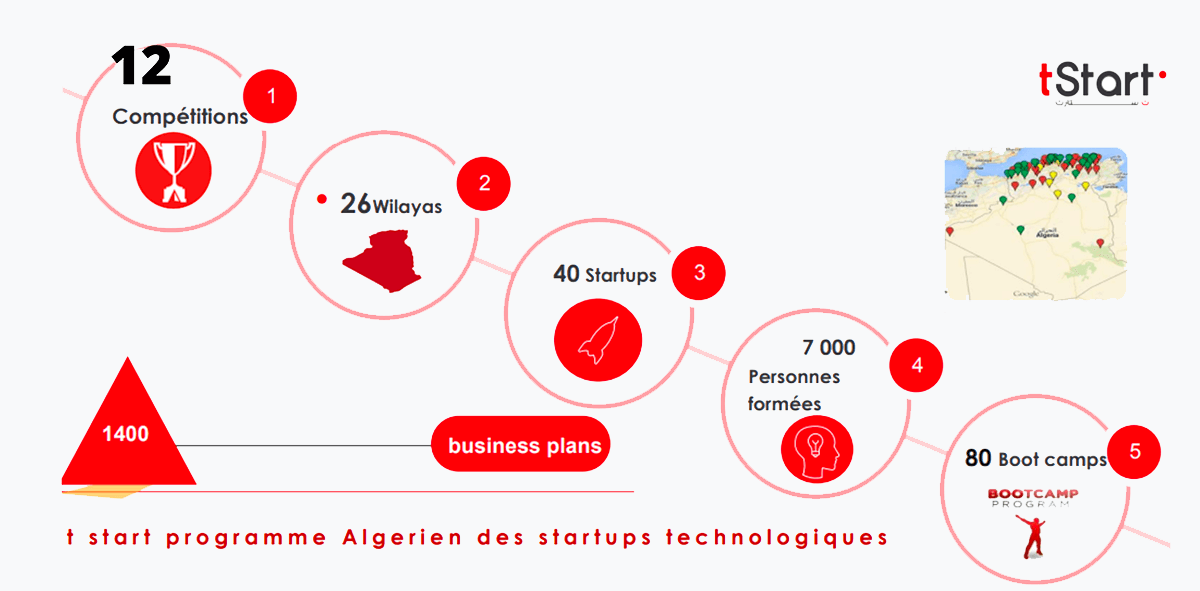 12
Compétitions
1
tStart
26 Wilayas
2
40 Startups
3
Algeria
Google
7 000
Personnes
formées
4
1400
business plans
80 Boot camps
5
BOOTCAMP
PROGRAM
t start programme Algerien des startups technologiques